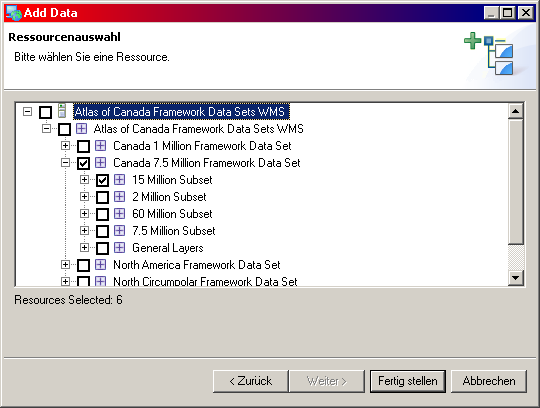 Add Data
Ressourcenauswahl
Bitte wählen Sie eine Ressource.
Atlas of Canada Framework Data Sets WMS
Atlas of Canada Framework Data Sets WMS
Canada 1 Million Framework Data Set
Canada 7.5 Million Framework Data Set
15 Million Subset
2 Million Subset
60 Million Subset
7.5 Million Subset
General Layers
North America Framework Data Set
North Circumpolar Framework Data Set
Resources Selected: 6
< Zurück Weiter > Fertig stellen Abbrechen